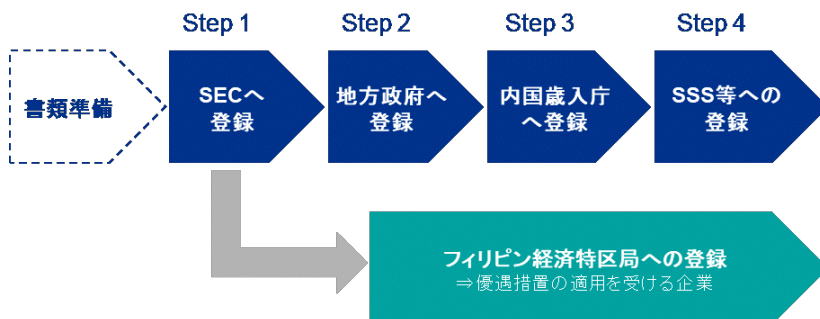 Step 1
Step 2
Step 3
Step 4
書類準備
SECへ
登録
地方政府へ
登録
内国歳入庁
へ登録
SSS等への
登録
フィリピン経済特区局への登録
⇒優遇措置の適用を受ける企業